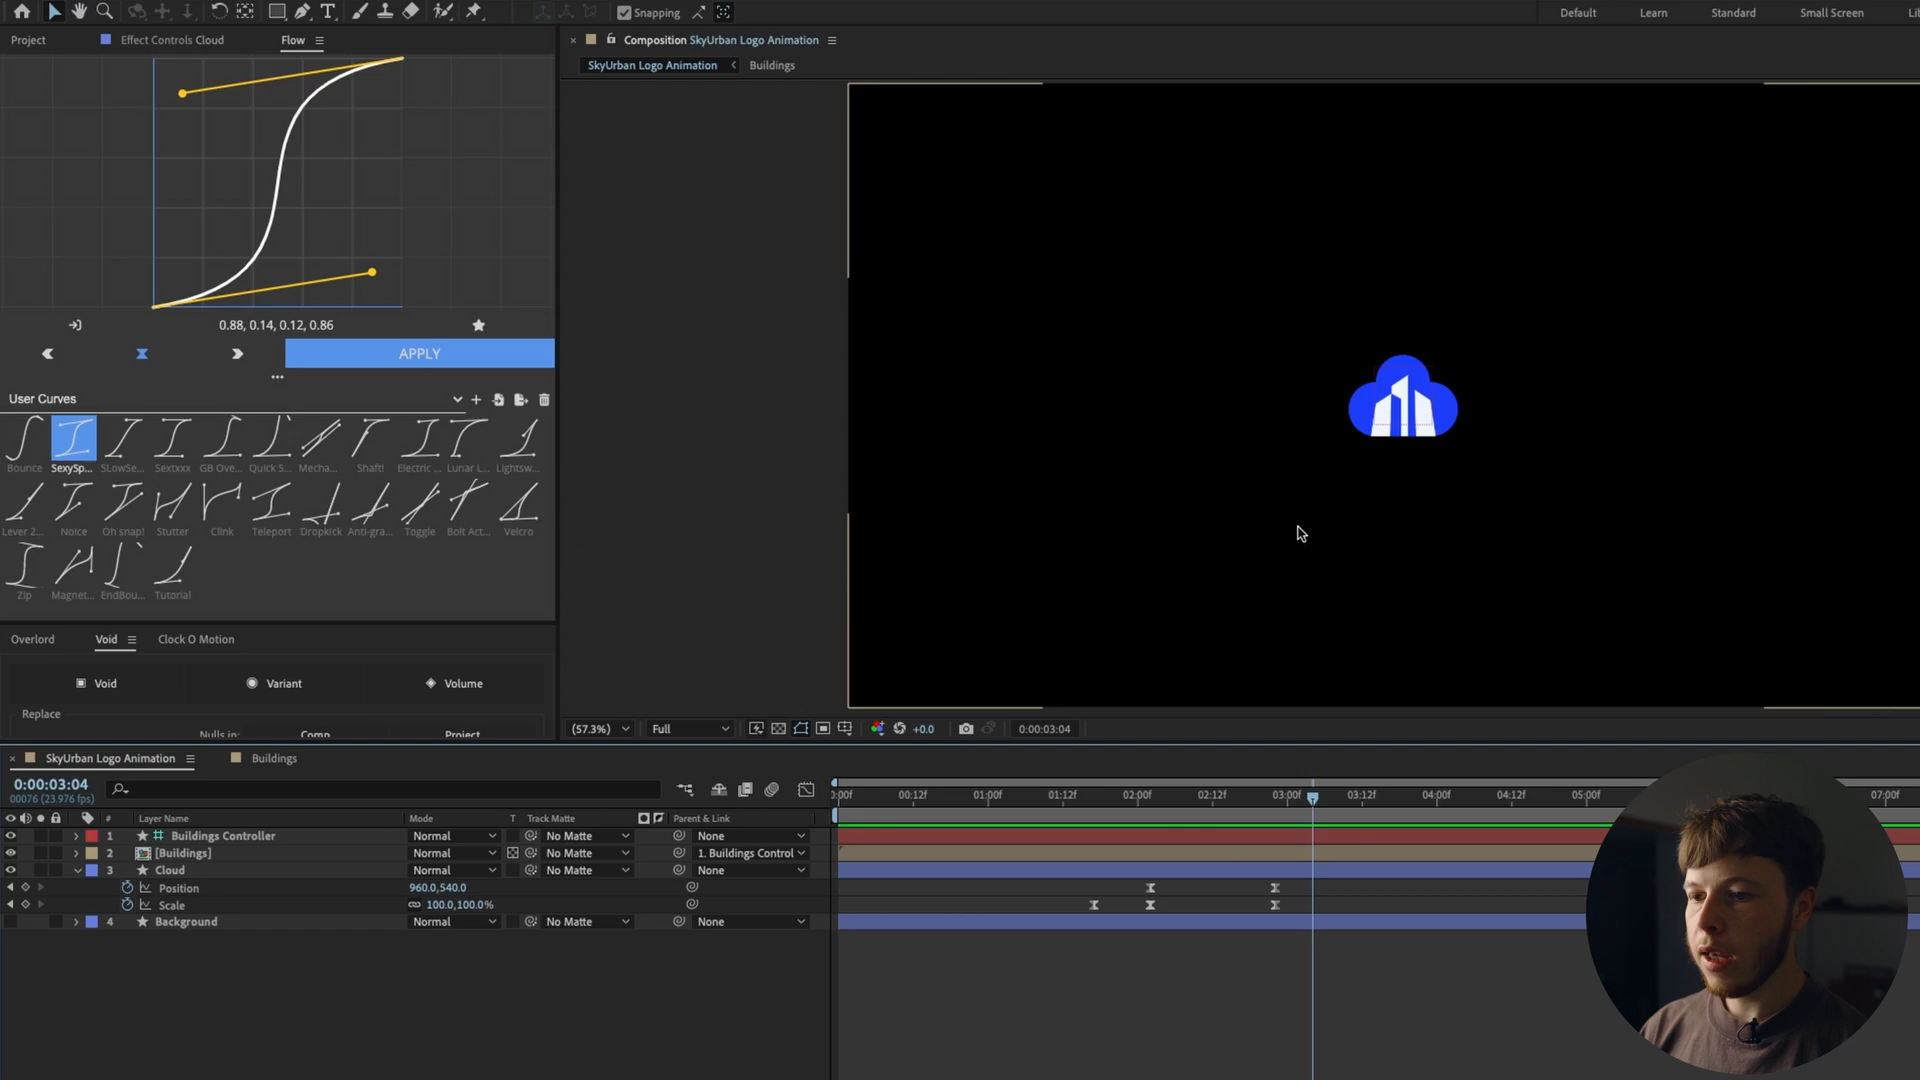 Snapping
Default
Learn
Standard
Small Screen
Project
Effect Controls Cloud
Flow
Composition SkyUrban Logo Animation
SkyUrban Logo Animation
Buildings
0.88, 0.14, 0.12, 0.86
APPLY
User Curves
Bounce
SexySp...
SLowSe...
Sextxxx
GB Ove...
Quick S...
Mecha...
Shaft!
Electric ...
Lunar L...
Lightsw...
Lever 2...
Noice
Oh snap!
Stutter
Clink
Teleport
Dropkick
Anti-gra...
Toggle
Bolt Act...
Velcro
Zip
Magnet...
EndBou...
Tutorial
Overlord
Void
Clock O Motion
Void
Variant
Volume
Replace
Nulls in:
Comp
Project
(57.3%)
Full
+0.0
0:00:03:04
SkyUrban Logo Animation
Buildings
0:00:03:04
00076 (23.976 fps)
# Layer Name Mode T Track Matte Parent & Link
1 Buildings Controller Normal No Matte None
2 [Buildings] Normal No Matte 1. Buildings Control
3 Cloud Normal No Matte None
Position 960.0,540.0
Scale 100.0,100.0%
4 Background Normal No Matte None
0:00f 00:12f 01:00f 01:12f 02:00f 02:12f 03:00f 03:12f 04:00f 04:12f 05:00f 07:00f